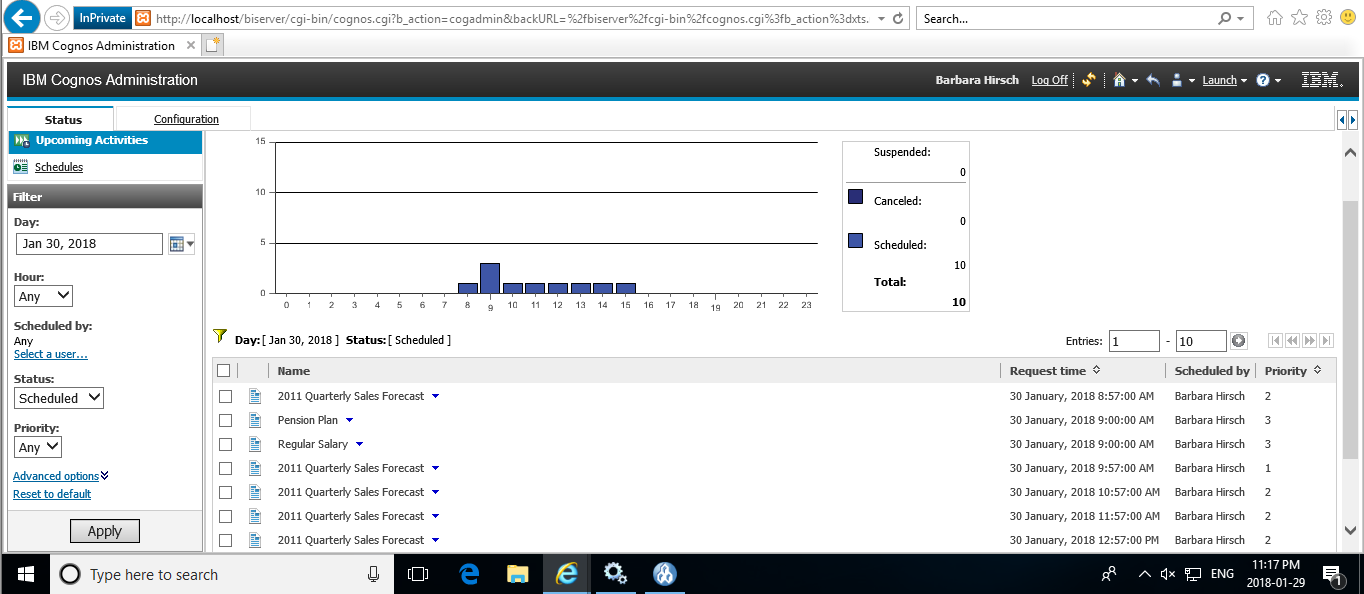 InPrivate http://localhost/biserver/cgi-bin/cognos.cgi?b_action=cogadmin&backURL=%2fbiserver%2fcgi-bin%2fcognos.cgi%3fb_action%3dxts. Search...
IBM Cognos Administration
IBM Cognos Administration Barbara Hirsch Log Off Launch IBM.
Status Configuration
Upcoming Activities
Schedules
Filter
Day:
Jan 30, 2018
Hour:
Any
Scheduled by:
Any
Select a user...
Status:
Scheduled
Priority:
Any
Advanced options
Reset to default
Apply
15
10
5
0
0 1 2 3 4 5 6 7 8 9 10 11 12 13 14 15 16 17 18 19 20 21 22 23
Suspended:
0
Canceled:
0
Scheduled:
10
Total:
10
Day:[ Jan 30, 2018 ] Status:[ Scheduled ] Entries: 1 - 10
Name Request time Scheduled by Priority
2011 Quarterly Sales Forecast 30 January, 2018 8:57:00 AM Barbara Hirsch 2
Pension Plan 30 January, 2018 9:00:00 AM Barbara Hirsch 3
Regular Salary 30 January, 2018 9:00:00 AM Barbara Hirsch 3
2011 Quarterly Sales Forecast 30 January, 2018 9:57:00 AM Barbara Hirsch 1
2011 Quarterly Sales Forecast 30 January, 2018 10:57:00 AM Barbara Hirsch 2
2011 Quarterly Sales Forecast 30 January, 2018 11:57:00 AM Barbara Hirsch 2
2011 Quarterly Sales Forecast 30 January, 2018 12:57:00 PM Barbara Hirsch 2
Type here to search ENG 11:17 PM
2018-01-29 1